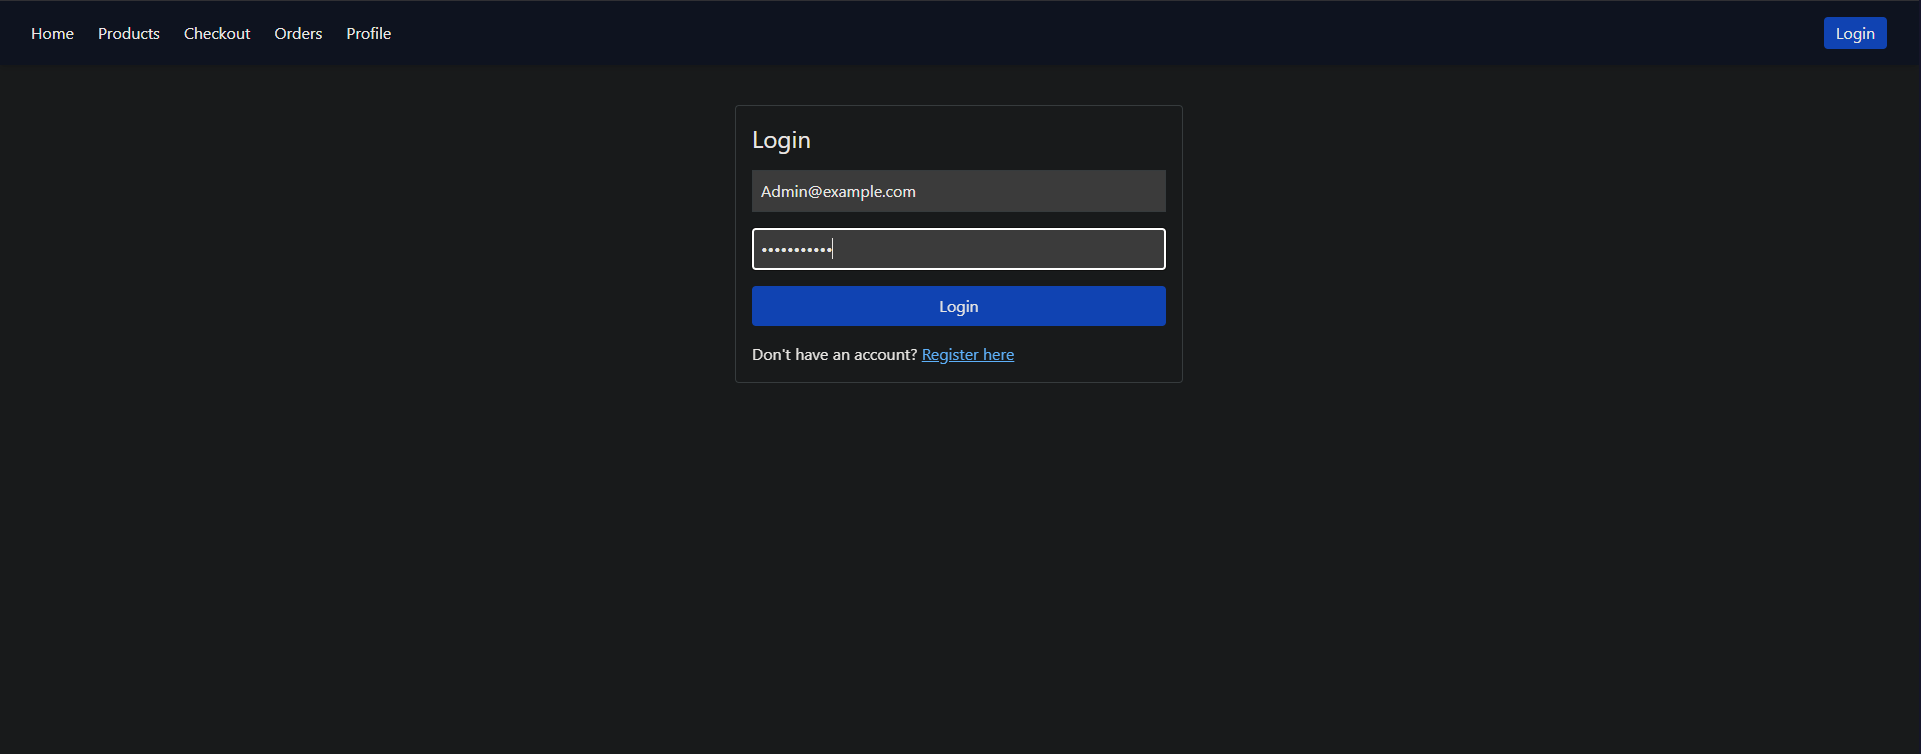 Home Products Checkout Orders Profile Login
Login
Admin@example.com
•••••••••••
Login
Don't have an account? Register here